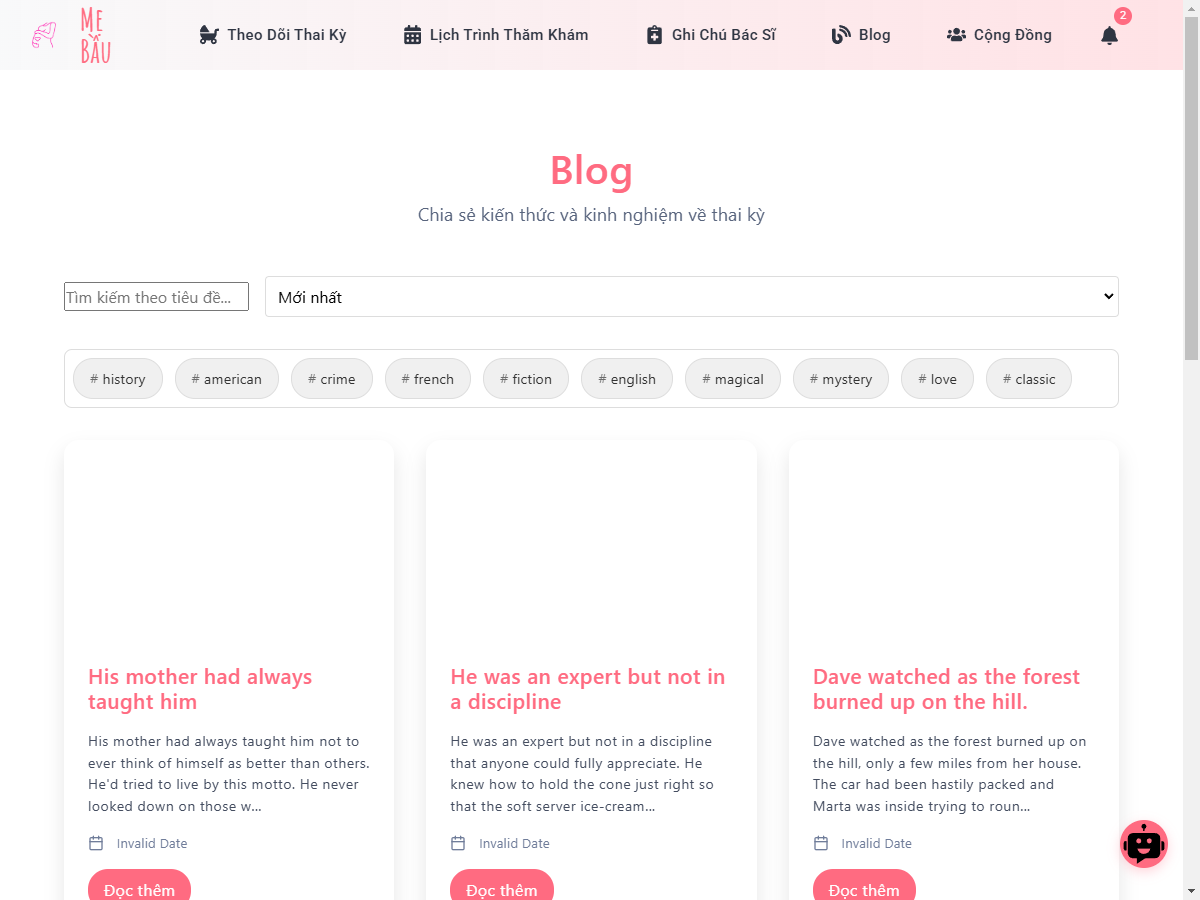 Mẹ
Bầu
Theo Dõi Thai Kỳ
Lịch Trình Thăm Khám
Ghi Chú Bác Sĩ
Blog
Cộng Đồng
2
Blog
Chia sẻ kiến thức và kinh nghiệm về thai kỳ
Tìm kiếm theo tiêu đề...
Mới nhất
# history
# american
# crime
# french
# fiction
# english
# magical
# mystery
# love
# classic
His mother had always
taught him
His mother had always taught him not to
ever think of himself as better than others.
He'd tried to live by this motto. He never
looked down on those w...
Invalid Date
Đọc thêm
He was an expert but not in
a discipline
He was an expert but not in a discipline
that anyone could fully appreciate. He
knew how to hold the cone just right so
that the soft server ice-cream...
Invalid Date
Đọc thêm
Dave watched as the forest
burned up on the hill.
Dave watched as the forest burned up on
the hill, only a few miles from her house.
The car had been hastily packed and
Marta was inside trying to roun...
Invalid Date
Đọc thêm